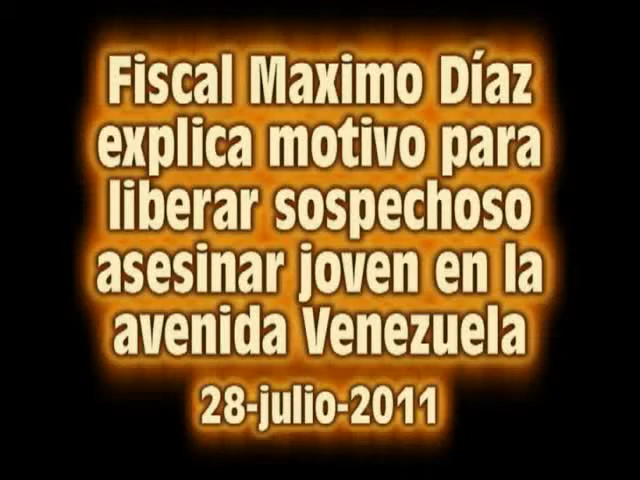 Fiscal Maximo Díaz
explica motivo para
liberar sospechoso
asesinar joven en la
avenida Venezuela
28-julio-2011